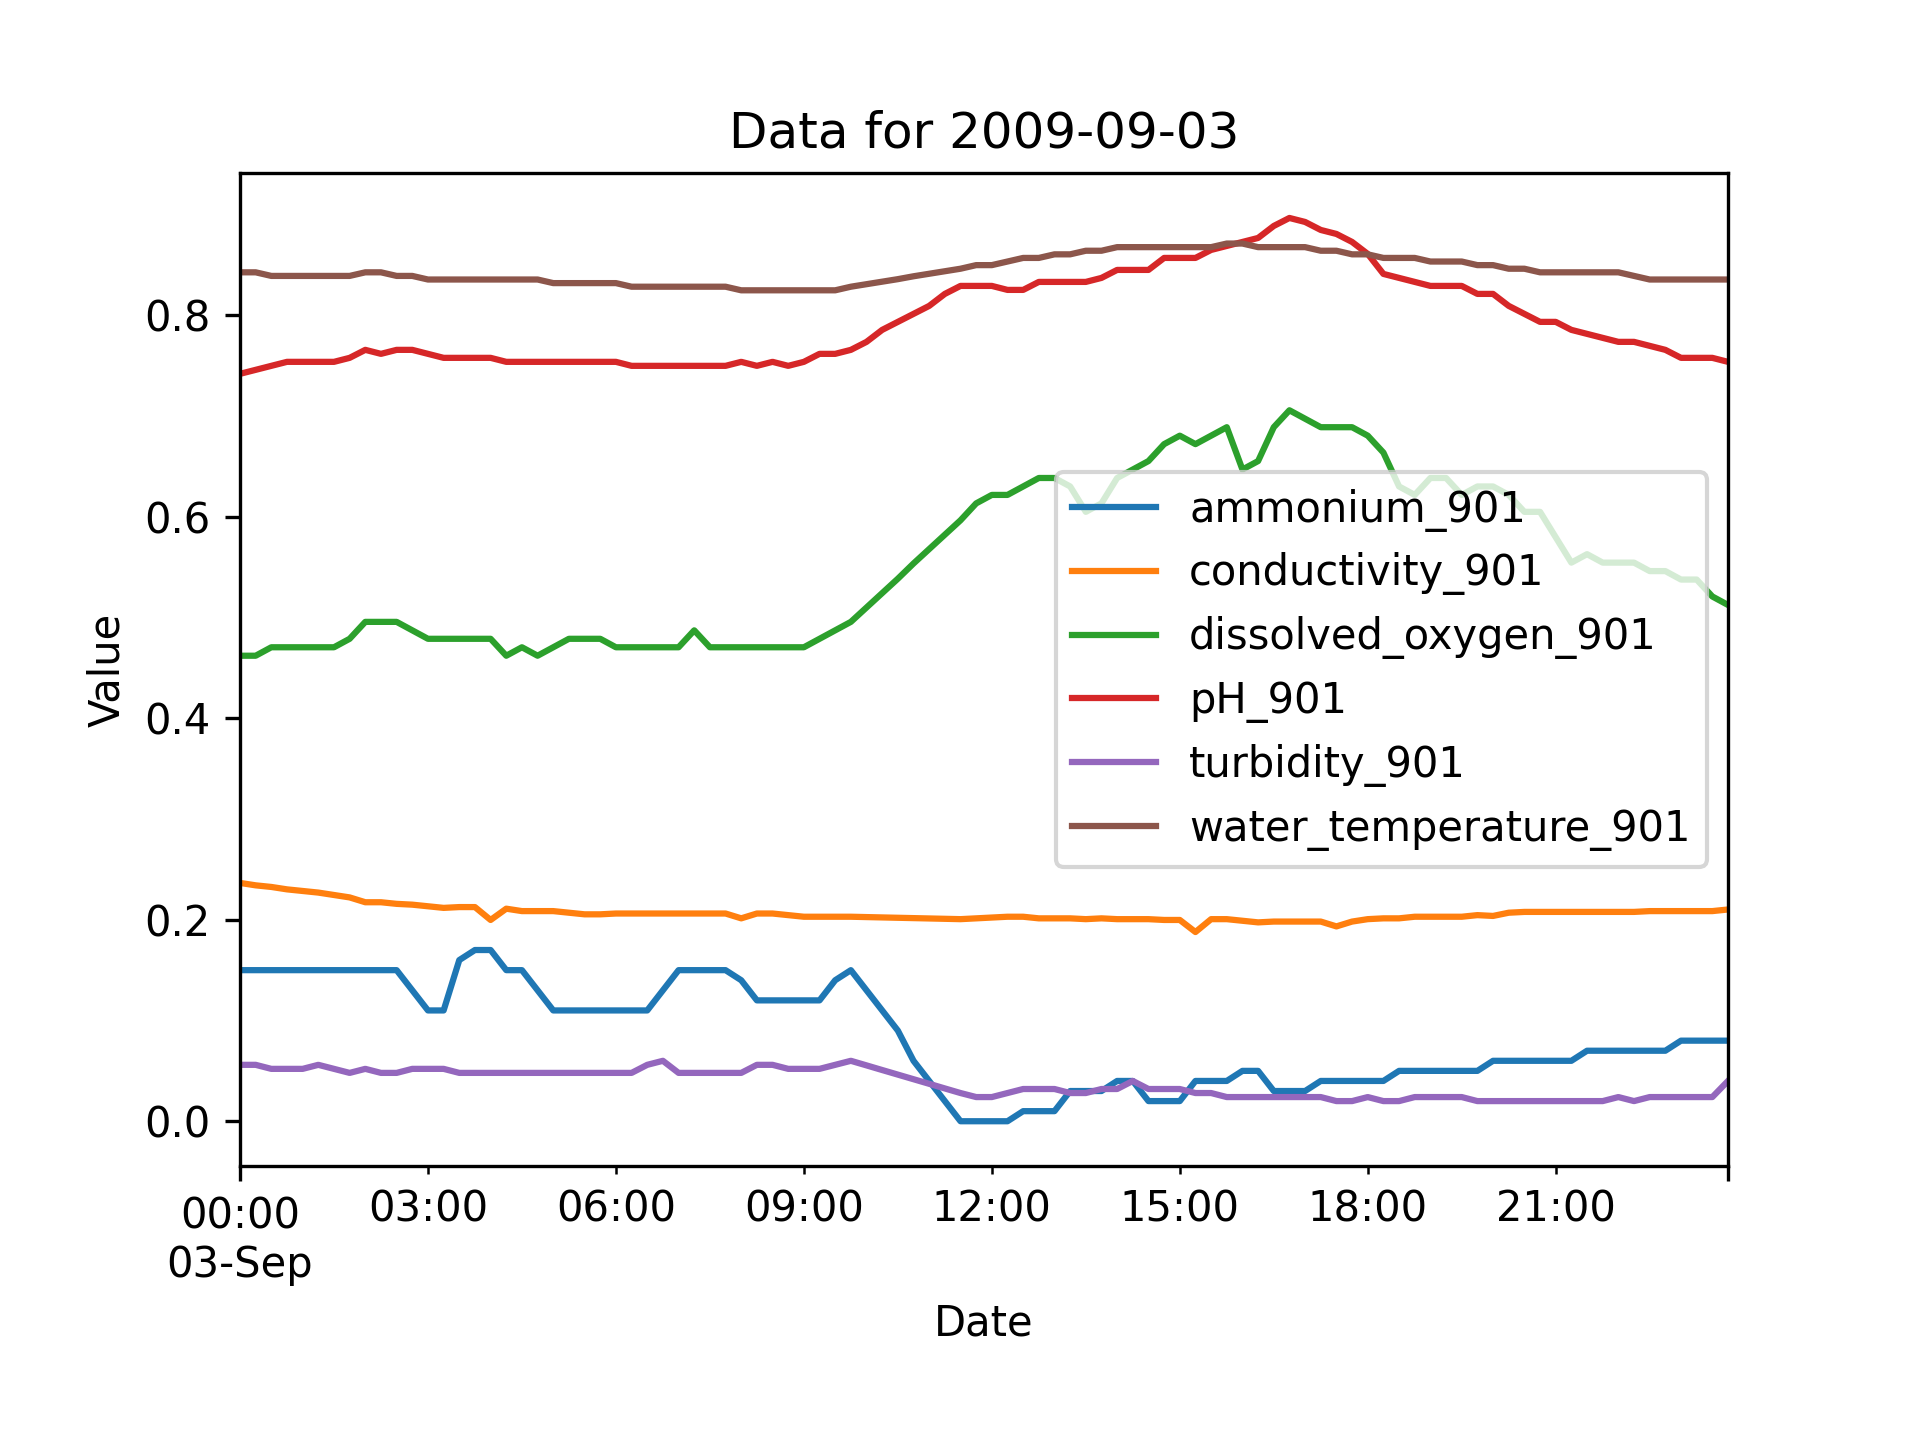 Data for 2009-09-03
Value
0.8
0.6
0.4
0.2
0.0
ammonium_901
conductivity_901
dissolved_oxygen_901
pH_901
turbidity_901
water_temperature_901
00:00 03:00 06:00 09:00 12:00 15:00 18:00 21:00
03-Sep
Date